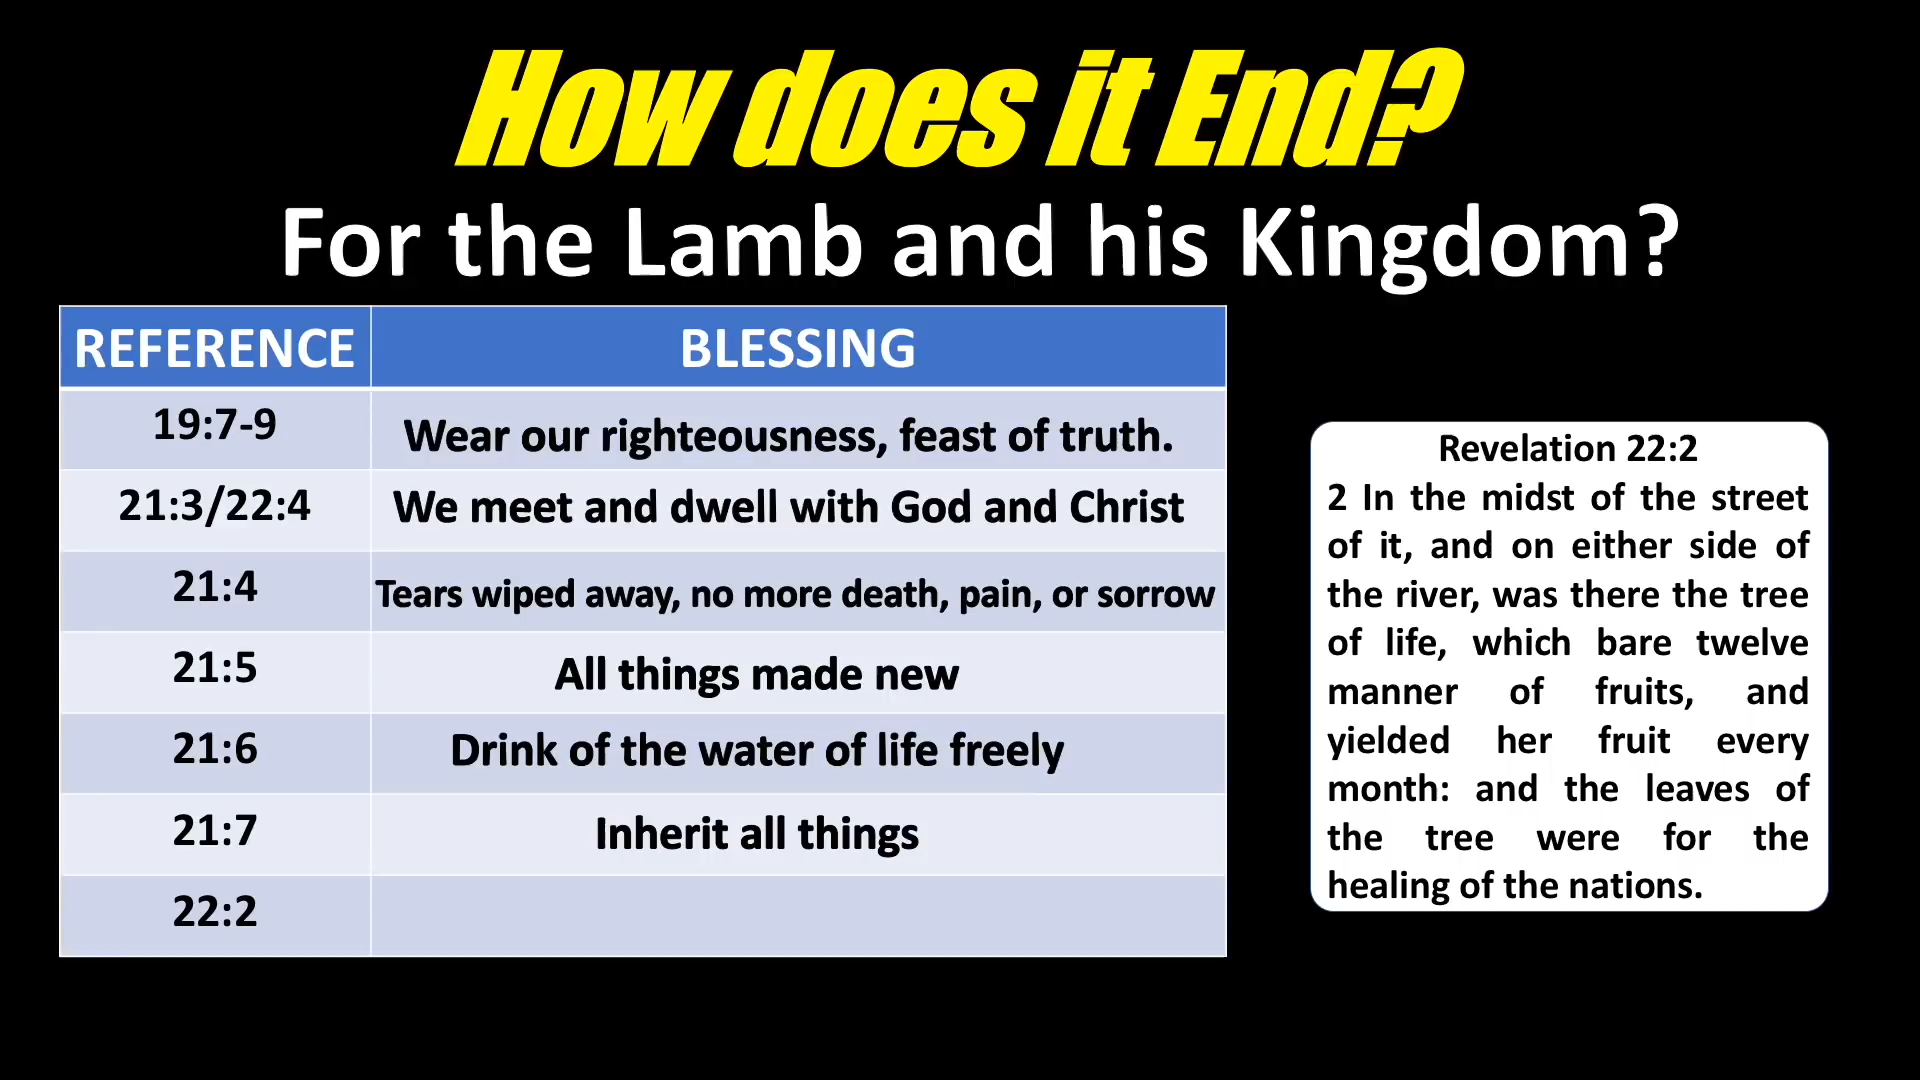 How does it End?
For the Lamb and his Kingdom?
REFERENCE BLESSING
19:7-9 Wear our righteousness, feast of truth.
21:3/22:4 We meet and dwell with God and Christ
21:4 Tears wiped away, no more death, pain, or sorrow
21:5 All things made new
21:6 Drink of the water of life freely
21:7 Inherit all things
22:2
Revelation 22:2
2 In the midst of the street
of it, and on either side of
the river, was there the tree
of life, which bare twelve
manner of fruits, and
yielded her fruit every
month: and the leaves of
the tree were for the
healing of the nations.